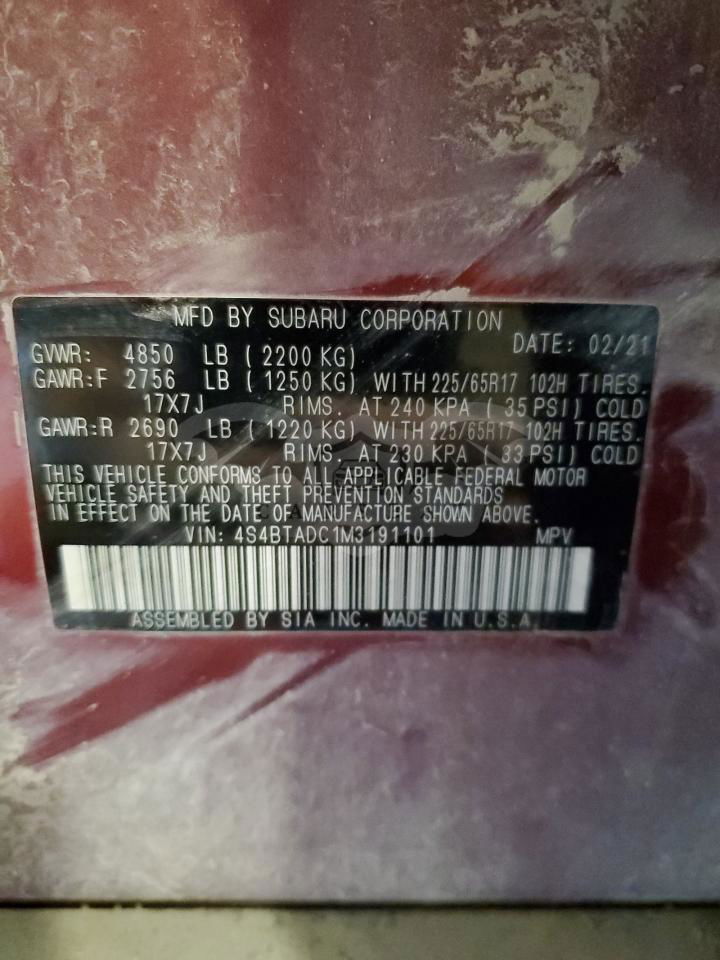 MFD BY SUBARU CORPORATION
DATE: 02/21
GVWR: 4850 LB (2200 KG)
GAWR:F 2756 LB (1250 KG) WITH 225/65R17 102H TIRES.
17X7J RIMS. AT 240 KPA (35 PSI) COLD
GAWR:R 2690 LB (1220 KG) WITH 225/65R17 102H TIRES.
17X7J RIMS. AT 230 KPA (33 PSI) COLD
THIS VEHICLE CONFORMS TO ALL APPLICABLE FEDERAL MOTOR
VEHICLE SAFETY AND THEFT PREVENTION STANDARDS
IN EFFECT ON THE DATE OF MANUFACTURE SHOWN ABOVE.
VIN: 4S4BTADC1M3191101 MPV
ASSEMBLED BY SIA INC. MADE IN U.S.A.